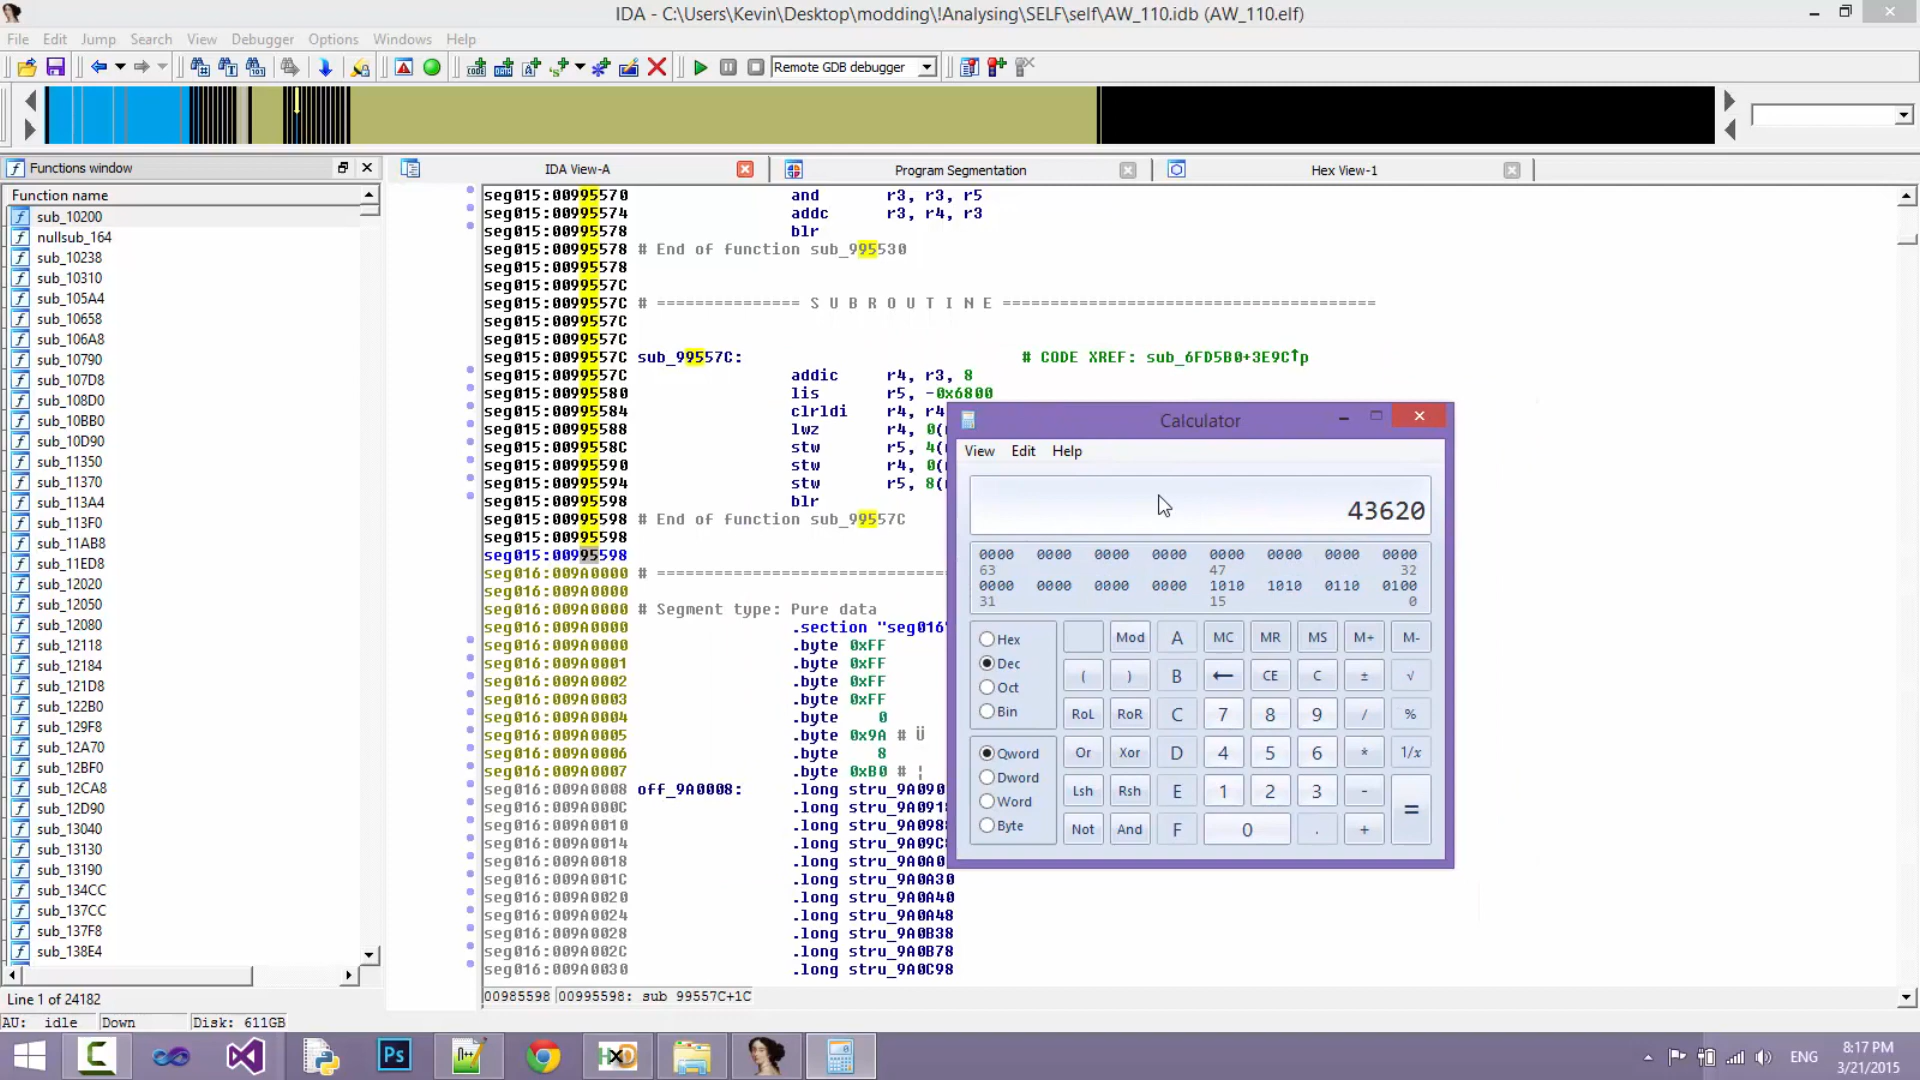 IDA - C:\Users\Kevin\Desktop\modding\!Analysing\SELF\self\AW_110.idb (AW_110.elf)
File Edit Jump Search View Debugger Options Windows Help
Remote GDB debugger
Functions window
IDA View-A
Program Segmentation
Hex View-1
Function name
sub_10200
nullsub_164
sub_10238
sub_10310
sub_105A4
sub_10658
sub_106A8
sub_10790
sub_107D8
sub_108D0
sub_10BB0
sub_10D90
sub_11350
sub_11370
sub_113A4
sub_113F0
sub_11AB8
sub_11ED8
sub_12020
sub_12050
sub_12080
sub_12118
sub_12184
sub_121D8
sub_122B0
sub_129F8
sub_12A70
sub_12BF0
sub_12CA8
sub_12D90
sub_13040
sub_13130
sub_13190
sub_134CC
sub_137CC
sub_137F8
sub_138E4
Line 1 of 24182
seg015:00995570 and r3, r3, r5
seg015:00995574 addc r3, r4, r3
seg015:00995578 blr
seg015:00995578 # End of function sub_995530
seg015:00995578
seg015:0099557C
seg015:0099557C # =============== S U B R O U T I N E =======================================
seg015:0099557C
seg015:0099557C
seg015:0099557C sub_99557C: # CODE XREF: sub_6FD5B0+3E9C↑p
seg015:0099557C addic r4, r3, 8
seg015:00995580 lis r5, -0x6800
seg015:00995584 clrldi r4, r4
seg015:00995588 lwz r4, 0(
seg015:0099558C stw r5, 4(
seg015:00995590 stw r4, 0(
seg015:00995594 stw r5, 8(
seg015:00995598 blr
seg015:00995598 # End of function sub_99557C
seg015:00995598
seg015:00995598
seg016:009A0000 # ================================
seg016:009A0000
seg016:009A0000 # Segment type: Pure data
seg016:009A0000 .section "seg016"
seg016:009A0000 .byte 0xFF
seg016:009A0001 .byte 0xFF
seg016:009A0002 .byte 0xFF
seg016:009A0003 .byte 0xFF
seg016:009A0004 .byte 0
seg016:009A0005 .byte 0x9A # Ü
seg016:009A0006 .byte 8
seg016:009A0007 .byte 0xB0 # ¦
seg016:009A0008 off_9A0008: .long stru_9A090
seg016:009A000C .long stru_9A091
seg016:009A0010 .long stru_9A098
seg016:009A0014 .long stru_9A09C
seg016:009A0018 .long stru_9A0A0
seg016:009A001C .long stru_9A0A30
seg016:009A0020 .long stru_9A0A40
seg016:009A0024 .long stru_9A0A48
seg016:009A0028 .long stru_9A0B38
seg016:009A002C .long stru_9A0B78
seg016:009A0030 .long stru_9A0C98
00985598 00995598: sub 99557C+1C
AU: idle Down Disk: 611GB
Calculator
View Edit Help
43620
0000 0000 0000 0000 0000 0000 0000 0000
63 47 32
0000 0000 0000 0000 1010 1010 0110 0100
31 15 0
Hex Mod A MC MR MS M+ M-
Dec
( ) B ← CE C ± √
Oct
Bin RoL RoR C 7 8 9 / %
Qword Or Xor D 4 5 6 * 1/x
Dword
Word Lsh Rsh E 1 2 3 - =
Byte Not And F 0 . +
C
Ps
n++
HxD
ENG
8:17 PM
3/21/2015